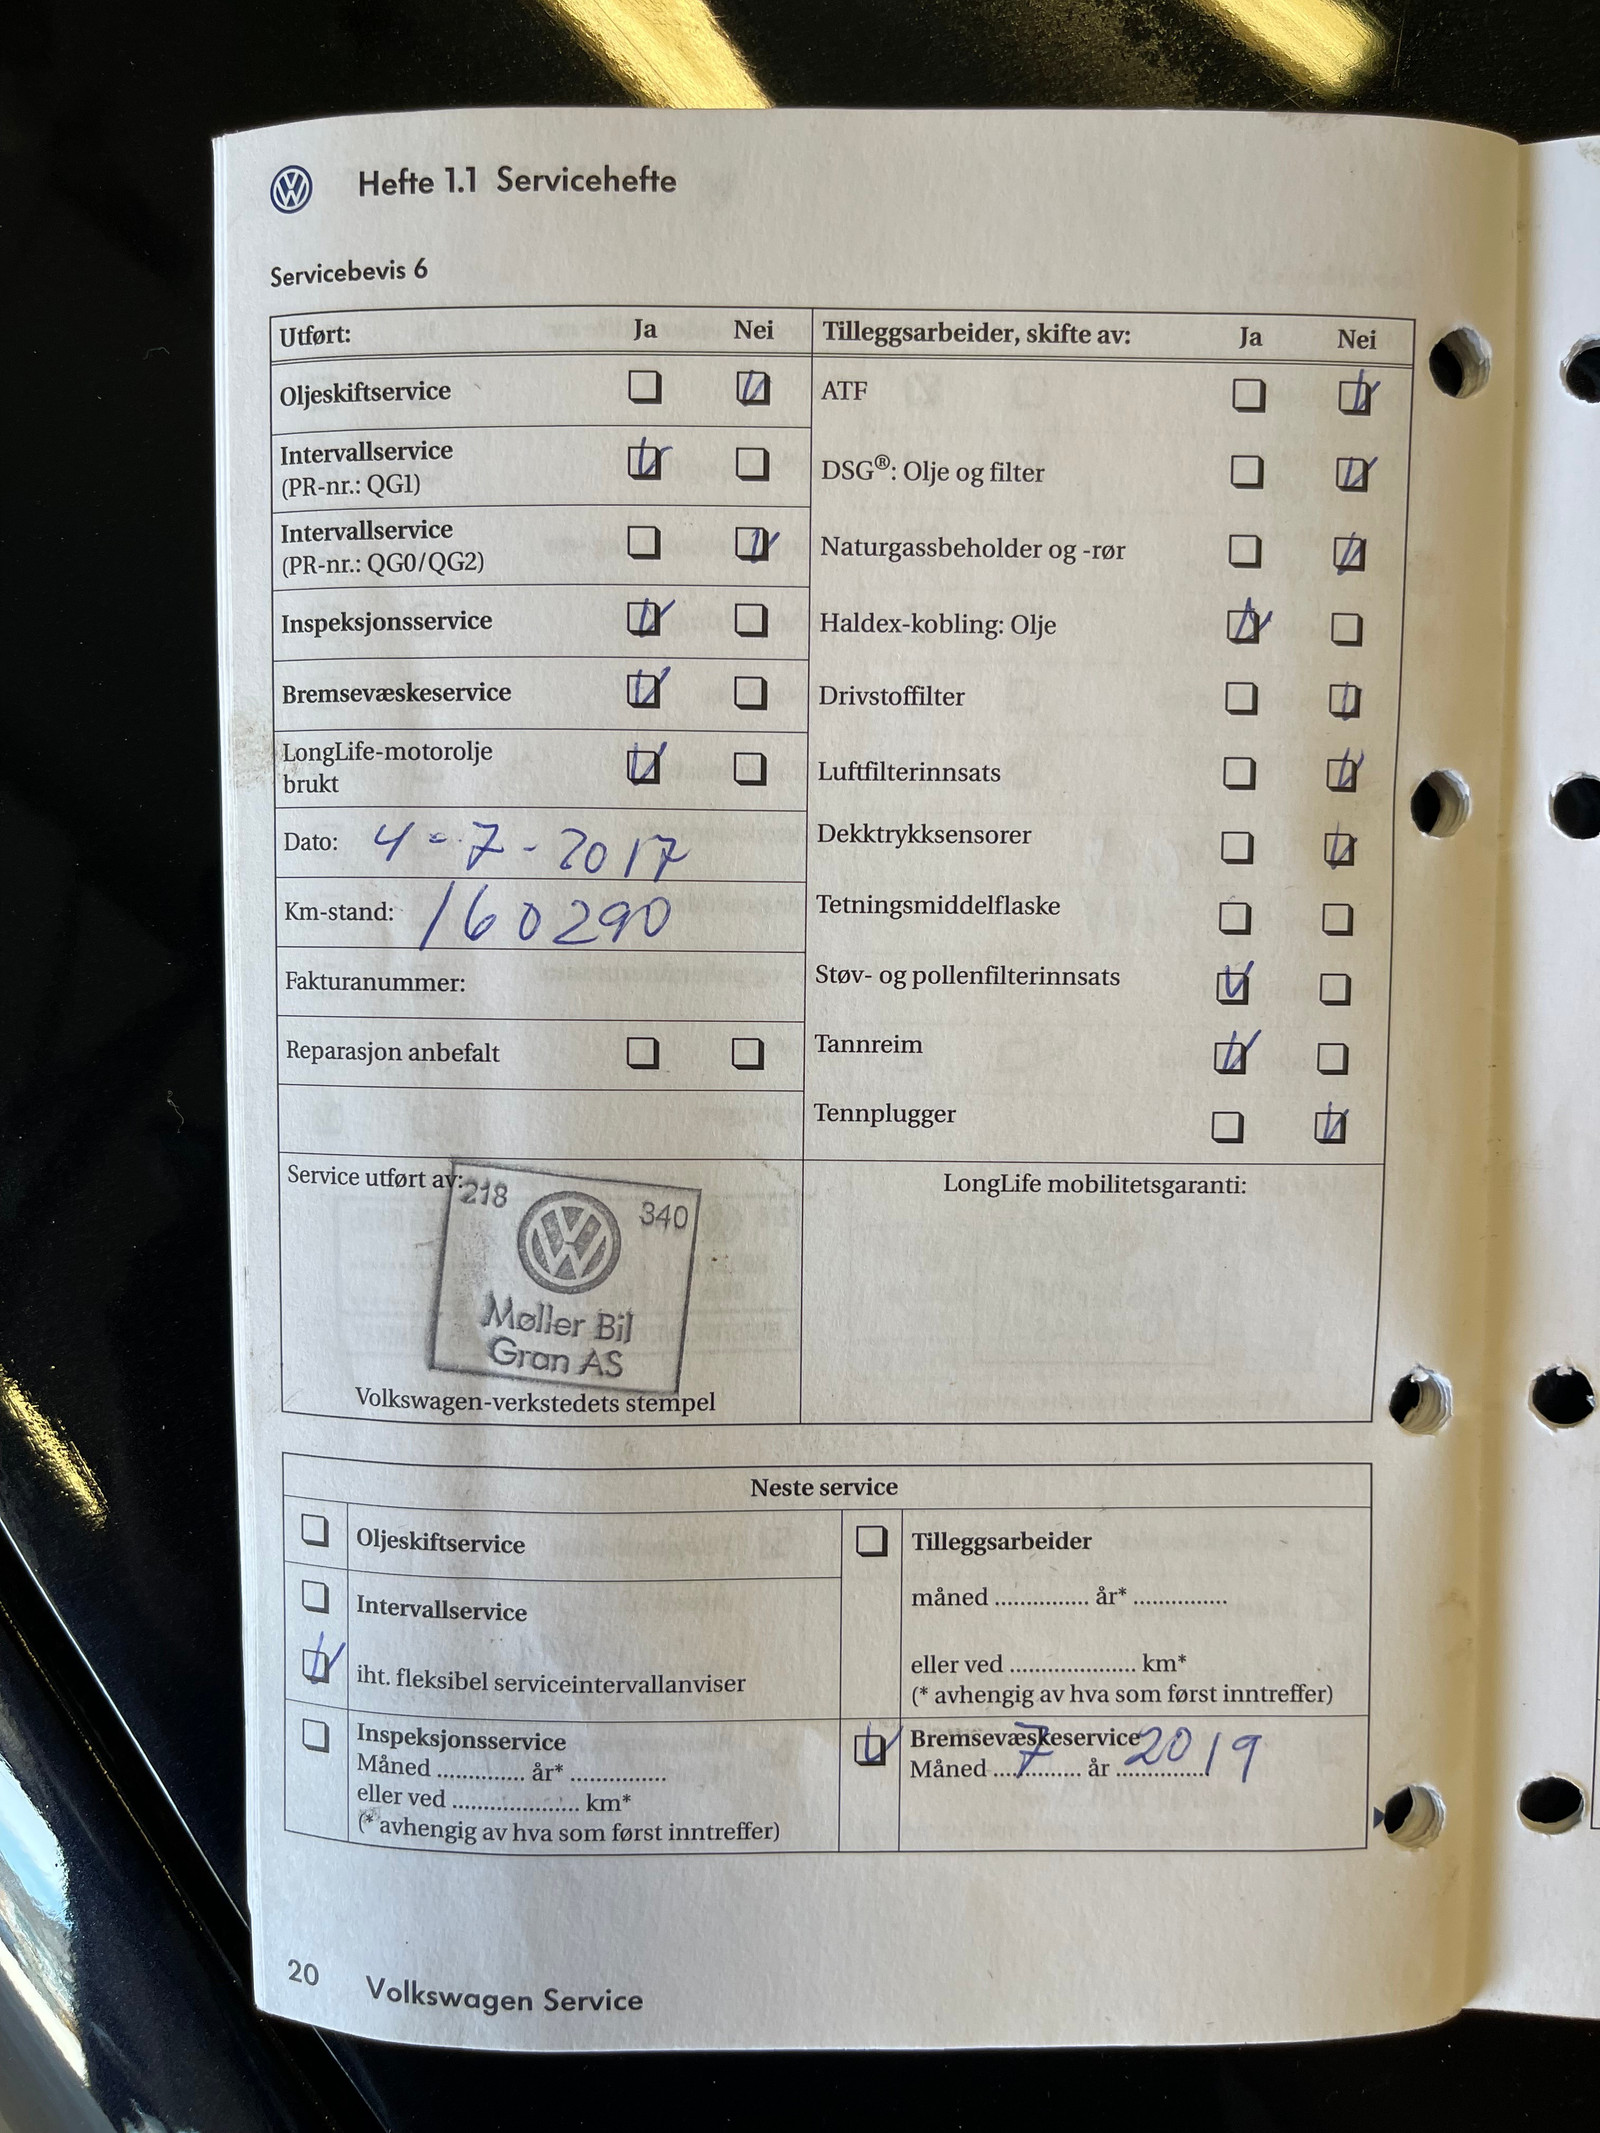 Hefte 1.1 Servicehefte
Servicebevis 6
Utført: Ja Nei
Oljeskiftservice
Intervallservice
(PR-nr.: QG1)
Intervallservice
(PR-nr.: QG0/QG2)
Inspeksjonsservice
Bremsevæskeservice
LongLife-motorolje
brukt
Dato: 4-7-2017
Km-stand: 160290
Fakturanummer:
Reparasjon anbefalt
Tilleggsarbeider, skifte av: Ja Nei
ATF
DSG®: Olje og filter
Naturgassbeholder og -rør
Haldex-kobling: Olje
Drivstoffilter
Luftfilterinnsats
Dekktrykksensorer
Tetningsmiddelflaske
Støv- og pollenfilterinnsats
Tannreim
Tennplugger
Service utført av:
218
340
Møller Bil
Gran AS
Volkswagen-verkstedets stempel
LongLife mobilitetsgaranti:
Neste service
Oljeskiftservice
Intervallservice
iht. fleksibel serviceintervallanviser
Inspeksjonsservice
Måned .............. år* ...............
eller ved .................... km*
(* avhengig av hva som først inntreffer)
Tilleggsarbeider
måned ............... år* ...............
eller ved .................... km*
(* avhengig av hva som først inntreffer)
Bremsevæskeservice
Måned 7 år 2019
20 Volkswagen Service